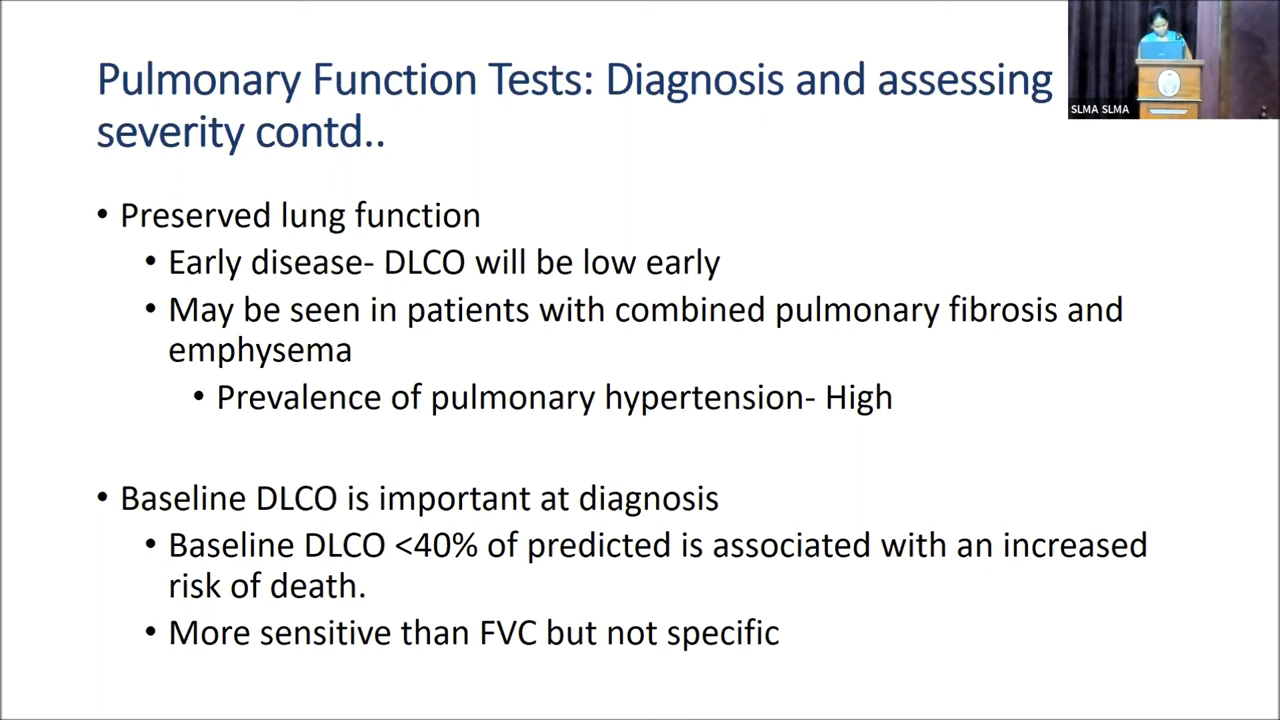 Pulmonary Function Tests: Diagnosis and assessing
severity contd..
SLMA SLMA
• Preserved lung function
• Early disease- DLCO will be low early
• May be seen in patients with combined pulmonary fibrosis and
emphysema
• Prevalence of pulmonary hypertension- High
• Baseline DLCO is important at diagnosis
• Baseline DLCO <40% of predicted is associated with an increased
risk of death.
• More sensitive than FVC but not specific